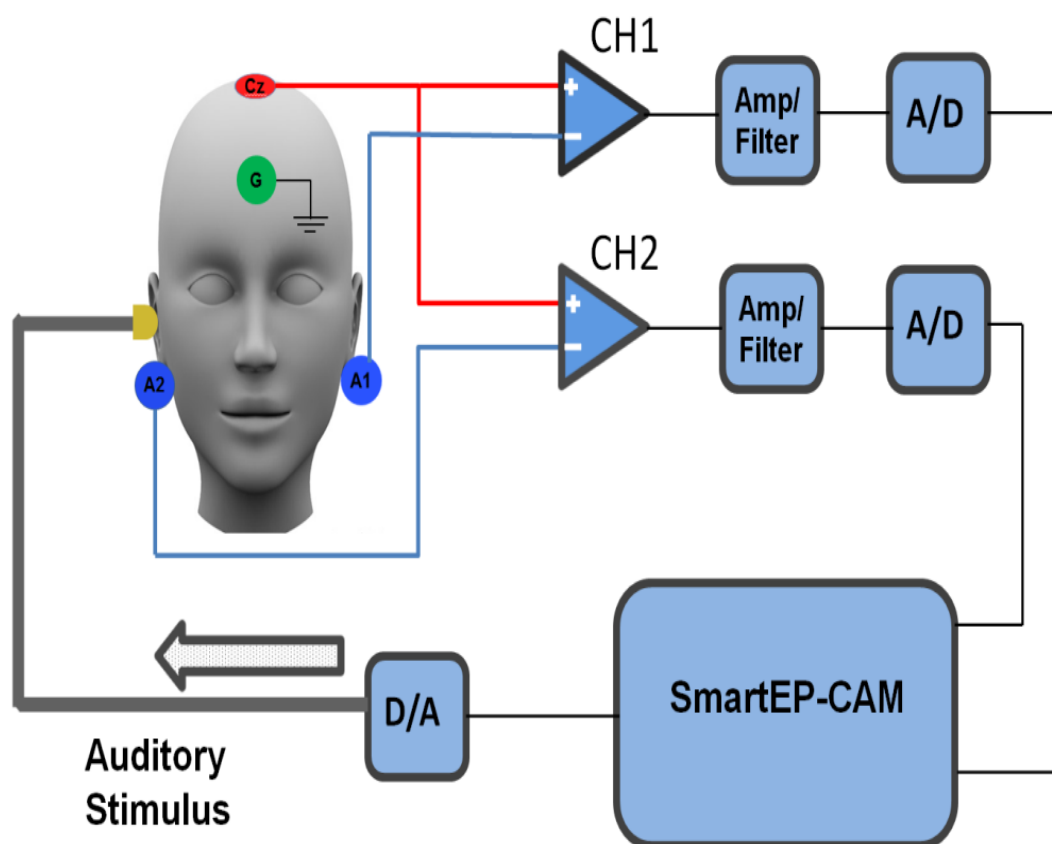 CH1
Cz
+
Amp/
Filter
A/D
−
G
CH2
+
Amp/
Filter
A/D
−
A2
A1
SmartEP-CAM
D/A
Auditory
Stimulus